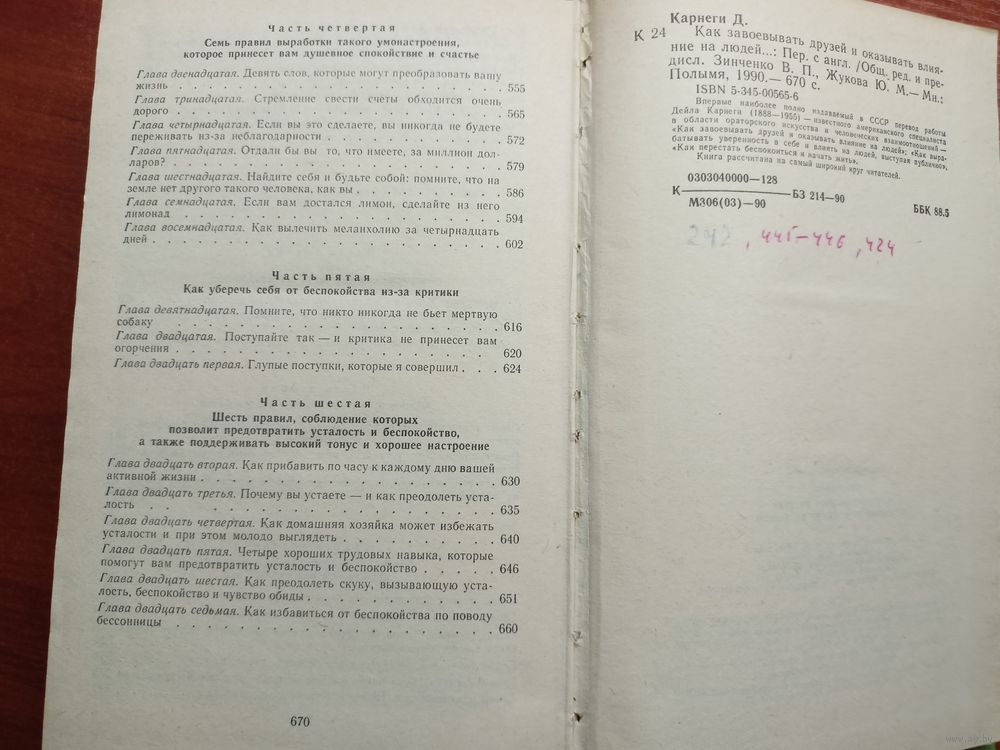 Часть четвертая
Семь правил выработки такого умонастроения,
которое принесет вам душевное спокойствие и счастье
Глава двенадцатая. Девять слов, которые могут преобразовать вашу
жизнь . . . . . . . . . . . . . . . . . . . . . . 555
Глава тринадцатая. Стремление свести счеты обходится очень
дорого . . . . . . . . . . . . . . . . . . . . . . 565
Глава четырнадцатая. Если вы это сделаете, вы никогда не будете
переживать из-за неблагодарности . . . . . . . . . . . 572
Глава пятнадцатая. Отдали бы вы то, что имеете, за миллион дол-
ларов? . . . . . . . . . . . . . . . . . . . . . . 579
Глава шестнадцатая. Найдите себя и будьте собой: помните, что на
земле нет другого такого человека, как вы . . . . . . . . 586
Глава семнадцатая. Если вам достался лимон, сделайте из него
лимонад . . . . . . . . . . . . . . . . . . . . . 594
Глава восемнадцатая. Как вылечить меланхолию за четырнадцать
дней . . . . . . . . . . . . . . . . . . . . . . . 602
Часть пятая
Как уберечь себя от беспокойства из-за критики
Глава девятнадцатая. Помните, что никто никогда не бьет мертвую
собаку . . . . . . . . . . . . . . . . . . . . . . 616
Глава двадцатая. Поступайте так — и критика не принесет вам
огорчения . . . . . . . . . . . . . . . . . . . . 620
Глава двадцать первая. Глупые поступки, которые я совершил . . . 624
Часть шестая
Шесть правил, соблюдение которых
позволит предотвратить усталость и беспокойство,
а также поддерживать высокий тонус и хорошее настроение
Глава двадцать вторая. Как прибавить по часу к каждому дню вашей
активной жизни . . . . . . . . . . . . . . . . . . . 630
Глава двадцать третья. Почему вы устаете — и как преодолеть уста-
лость . . . . . . . . . . . . . . . . . . . . . . 635
Глава двадцать четвертая. Как домашняя хозяйка может избежать
усталости и при этом молодо выглядеть . . . . . . . . . 640
Глава двадцать пятая. Четыре хороших трудовых навыка, которые
помогут вам предотвратить усталость и беспокойство . . . . . 646
Глава двадцать шестая. Как преодолеть скуку, вызывающую уста-
лость, беспокойство и чувство обиды . . . . . . . . . . . 651
Глава двадцать седьмая. Как избавиться от беспокойства по поводу
бессонницы . . . . . . . . . . . . . . . . . . . . 660
670
Карнеги Д.
К 24 Как завоевывать друзей и оказывать влия-
ние на людей...: Пер. с англ. /Общ. ред. и пре-
дисл. Зинченко В. П., Жукова Ю. М.— Мн.:
Полымя, 1990.— 670 с.
ISBN 5-345-00565-6
Впервые наиболее полно издаваемый в СССР перевод работы
Дейла Карнеги (1888—1955) — известного американского специалиста
в области ораторского искусства и человеческих взаимоотношений —
«Как завоевывать друзей и оказывать влияние на людей»; «Как выра-
батывать уверенность в себе и влиять на людей, выступая публично»,
«Как перестать беспокоиться и начать жить».
Книга рассчитана на самый широкий круг читателей.
0303040000—128
К———БЗ 214—90
М306(03)—90
ББК 88.5
242, 445—446, 424
www.ay.by